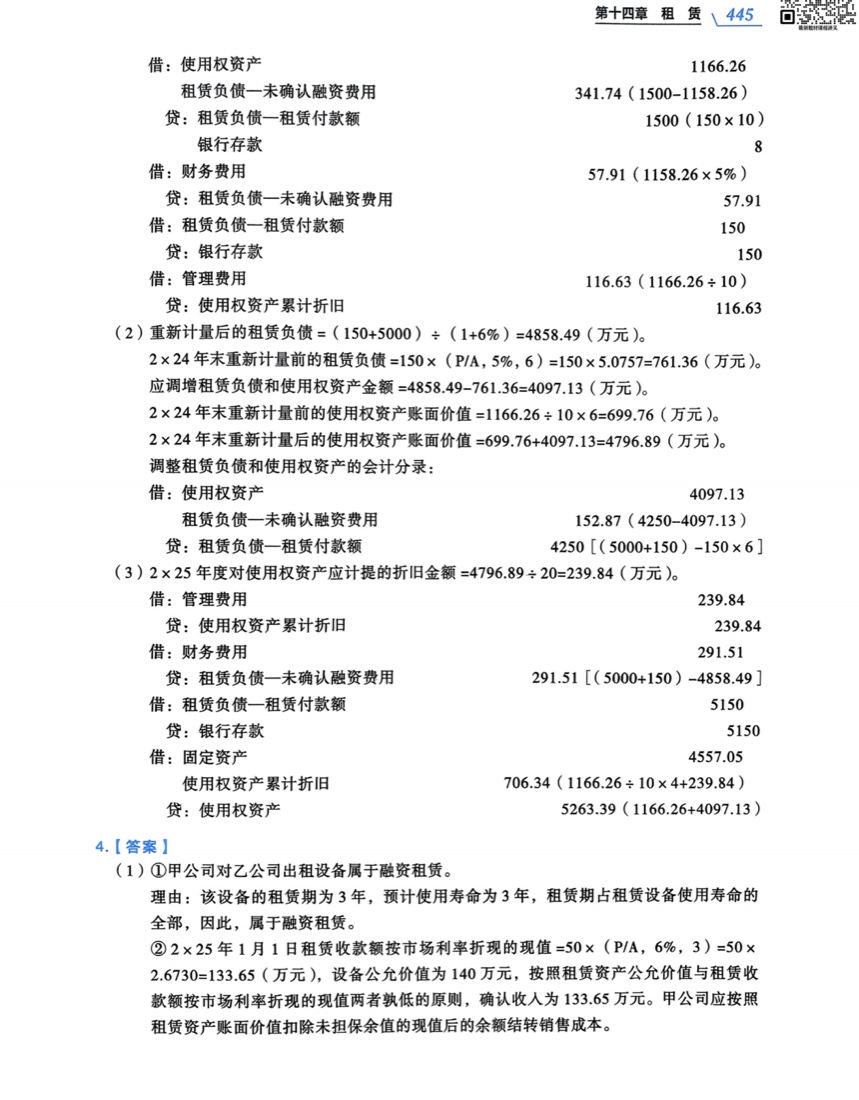 第十四章 租 赁 445
借：使用权资产 1166.26
租赁负债—未确认融资费用 341.74（1500-1158.26）
贷：租赁负债—租赁付款额 1500（150×10）
银行存款 8
借：财务费用 57.91（1158.26×5%）
贷：租赁负债—未确认融资费用 57.91
借：租赁负债—租赁付款额 150
贷：银行存款 150
借：管理费用 116.63（1166.26÷10）
贷：使用权资产累计折旧 116.63
（2）重新计量后的租赁负债=（150+5000）÷（1+6%）=4858.49（万元）。
2×24年末重新计量前的租赁负债=150×（P/A，5%，6）=150×5.0757=761.36（万元）。
应调增租赁负债和使用权资产金额=4858.49-761.36=4097.13（万元）。
2×24年末重新计量前的使用权资产账面价值=1166.26÷10×6=699.76（万元）。
2×24年末重新计量后的使用权资产账面价值=699.76+4097.13=4796.89（万元）。
调整租赁负债和使用权资产的会计分录：
借：使用权资产 4097.13
租赁负债—未确认融资费用 152.87（4250-4097.13）
贷：租赁负债—租赁付款额 4250［（5000+150）-150×6］
（3）2×25年度对使用权资产应计提的折旧金额=4796.89÷20=239.84（万元）。
借：管理费用 239.84
贷：使用权资产累计折旧 239.84
借：财务费用 291.51
贷：租赁负债—未确认融资费用 291.51［（5000+150）-4858.49］
借：租赁负债—租赁付款额 5150
贷：银行存款 5150
借：固定资产 4557.05
使用权资产累计折旧 706.34（1166.26÷10×4+239.84）
贷：使用权资产 5263.39（1166.26+4097.13）
4.【答案】
（1）①甲公司对乙公司出租设备属于融资租赁。
理由：该设备的租赁期为3年，预计使用寿命为3年，租赁期占租赁设备使用寿命的
全部，因此，属于融资租赁。
②2×25年1月1日租赁收款额按市场利率折现的现值=50×（P/A，6%，3）=50×
2.6730=133.65（万元），设备公允价值为140万元，按照租赁资产公允价值与租赁收
款额按市场利率折现的现值两者孰低的原则，确认收入为133.65万元。甲公司应按照
租赁资产账面价值扣除未担保余值的现值后的余额结转销售成本。